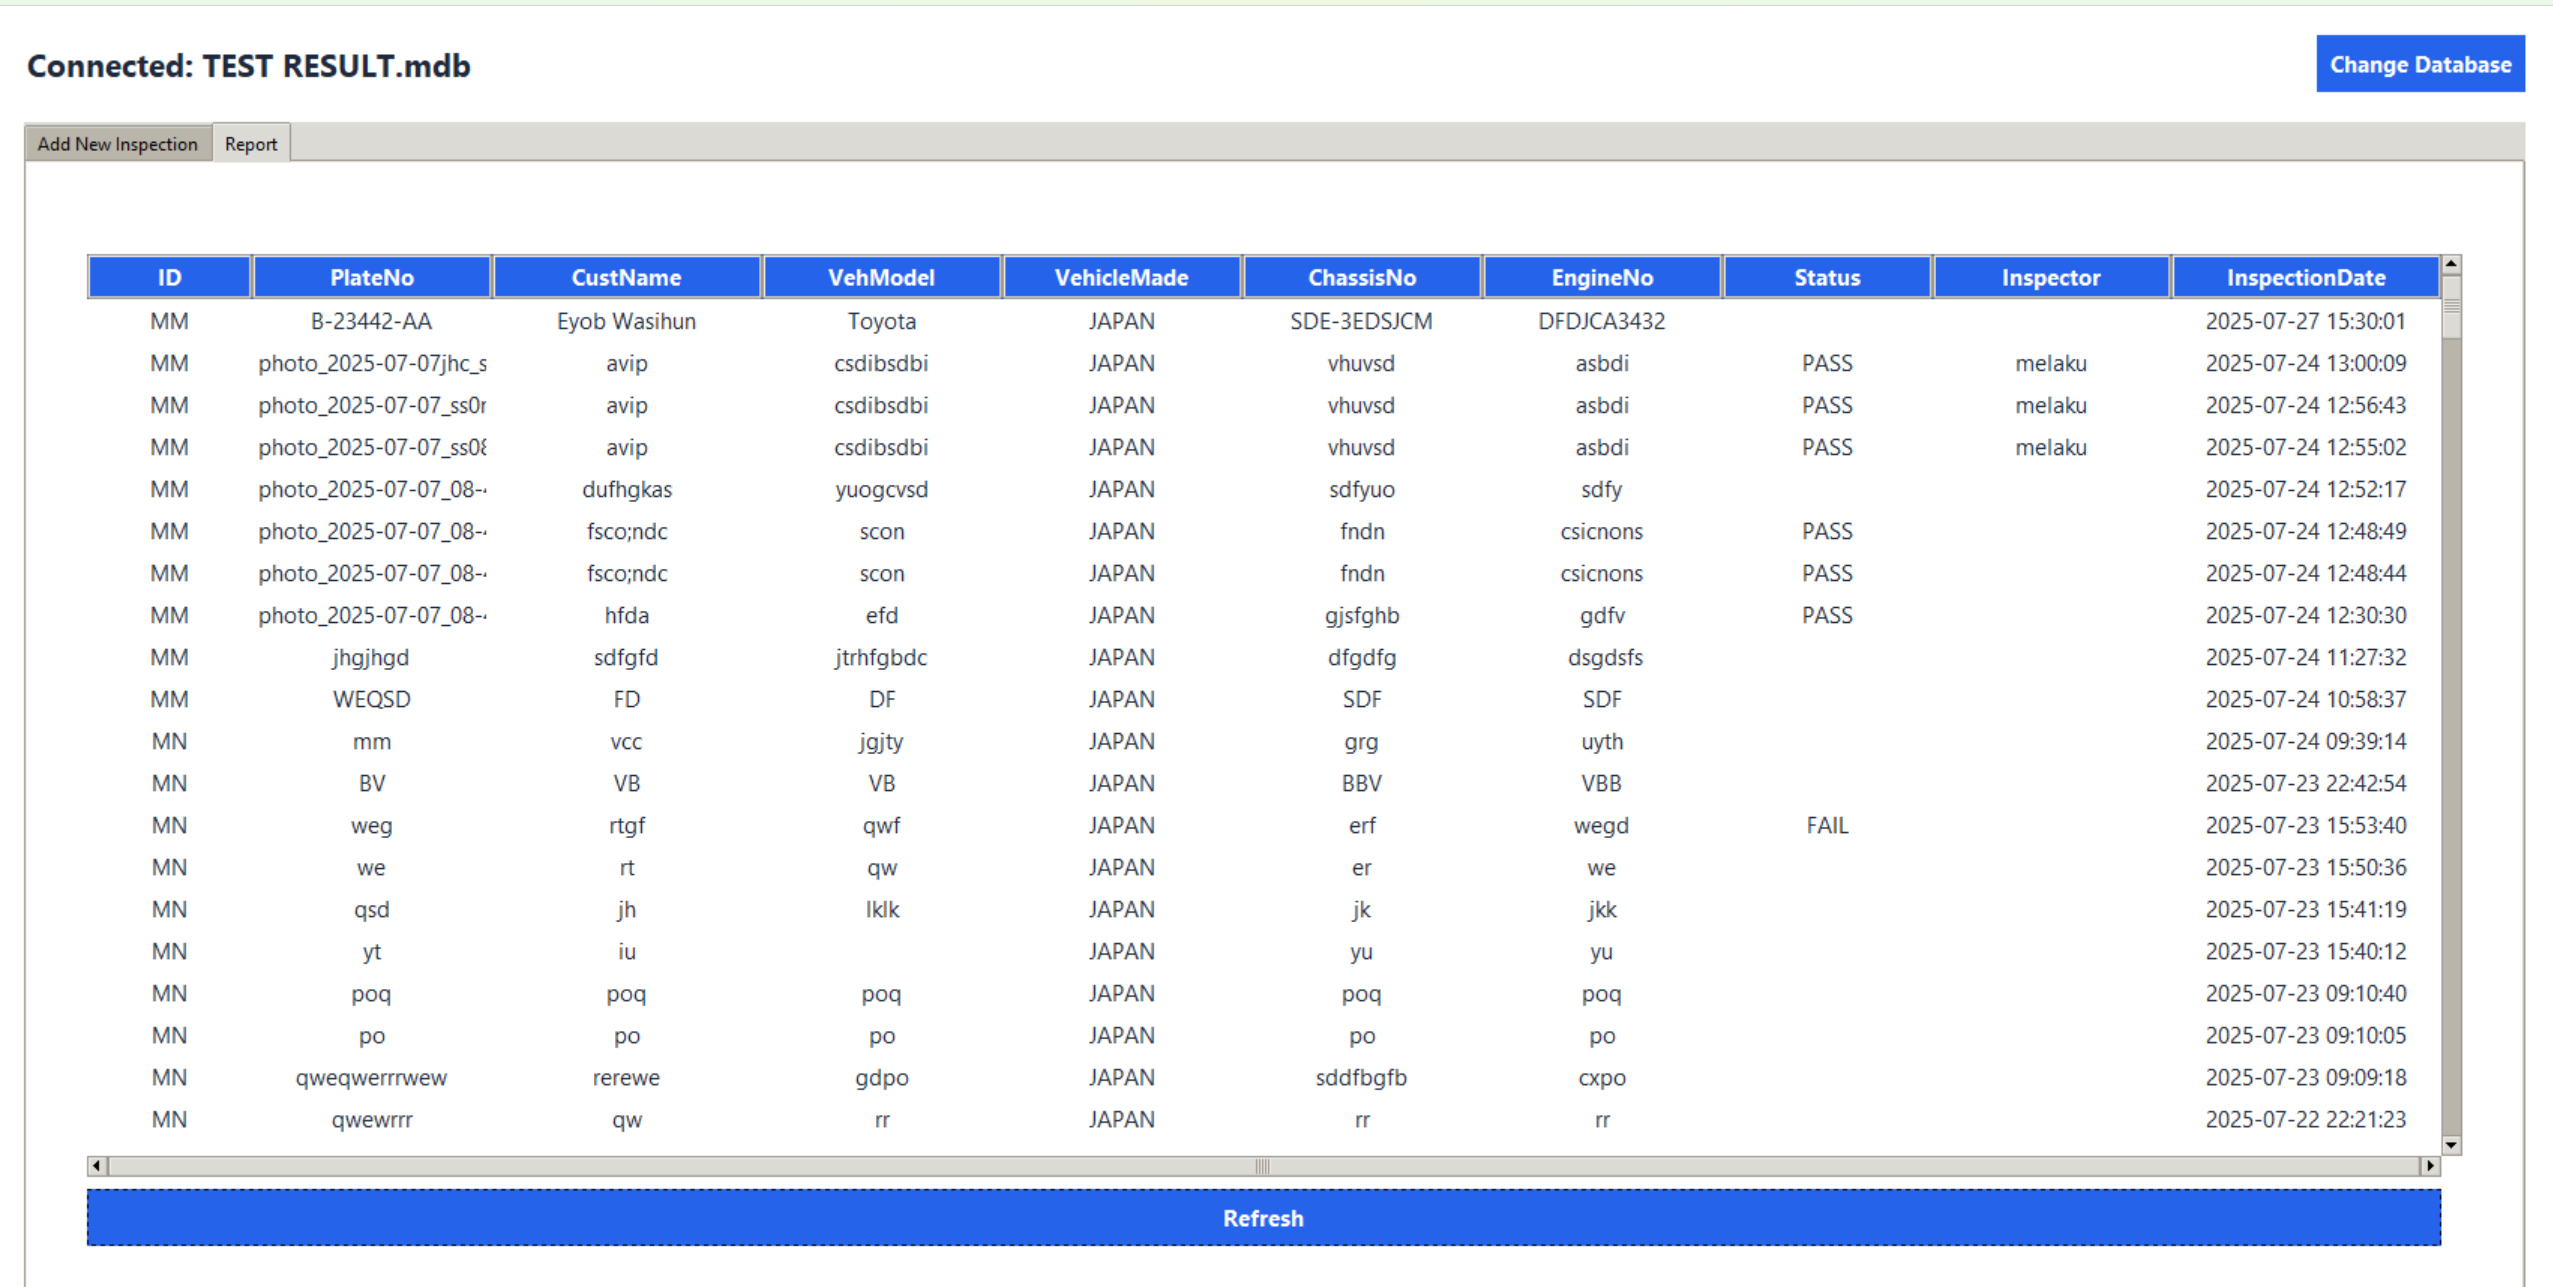 Connected: TEST RESULT.mdb
Change Database
Add New Inspection Report
ID PlateNo CustName VehModel VehicleMade ChassisNo EngineNo Status Inspector InspectionDate
MM B-23442-AA Eyob Wasihun Toyota JAPAN SDE-3EDSJCM DFDJCA3432 2025-07-27 15:30:01
MM photo_2025-07-07jhc_s avip csdibsdbi JAPAN vhuvsd asbdi PASS melaku 2025-07-24 13:00:09
MM photo_2025-07-07_ss0r avip csdibsdbi JAPAN vhuvsd asbdi PASS melaku 2025-07-24 12:56:43
MM photo_2025-07-07_ss08 avip csdibsdbi JAPAN vhuvsd asbdi PASS melaku 2025-07-24 12:55:02
MM photo_2025-07-07_08- dufhgkas yuogcvsd JAPAN sdfyuo sdfy 2025-07-24 12:52:17
MM photo_2025-07-07_08- fsco;ndc scon JAPAN fndn csicnons PASS 2025-07-24 12:48:49
MM photo_2025-07-07_08- fsco;ndc scon JAPAN fndn csicnons PASS 2025-07-24 12:48:44
MM photo_2025-07-07_08- hfda efd JAPAN gjsfghb gdfv PASS 2025-07-24 12:30:30
MM jhgjhgd sdfgfd jtrhfgbdc JAPAN dfgdfg dsgdsfs 2025-07-24 11:27:32
MM WEQSD FD DF JAPAN SDF SDF 2025-07-24 10:58:37
MN mm vcc jgjty JAPAN grg uyth 2025-07-24 09:39:14
MN BV VB VB JAPAN BBV VBB 2025-07-23 22:42:54
MN weg rtgf qwf JAPAN erf wegd FAIL 2025-07-23 15:53:40
MN we rt qw JAPAN er we 2025-07-23 15:50:36
MN qsd jh lklk JAPAN jk jkk 2025-07-23 15:41:19
MN yt iu JAPAN yu yu 2025-07-23 15:40:12
MN poq poq poq JAPAN poq poq 2025-07-23 09:10:40
MN po po po JAPAN po po 2025-07-23 09:10:05
MN qweqwerrrwew rerewe gdpo JAPAN sddfbgfb cxpo 2025-07-23 09:09:18
MN qwewrrr qw rr JAPAN rr rr 2025-07-22 22:21:23
Refresh